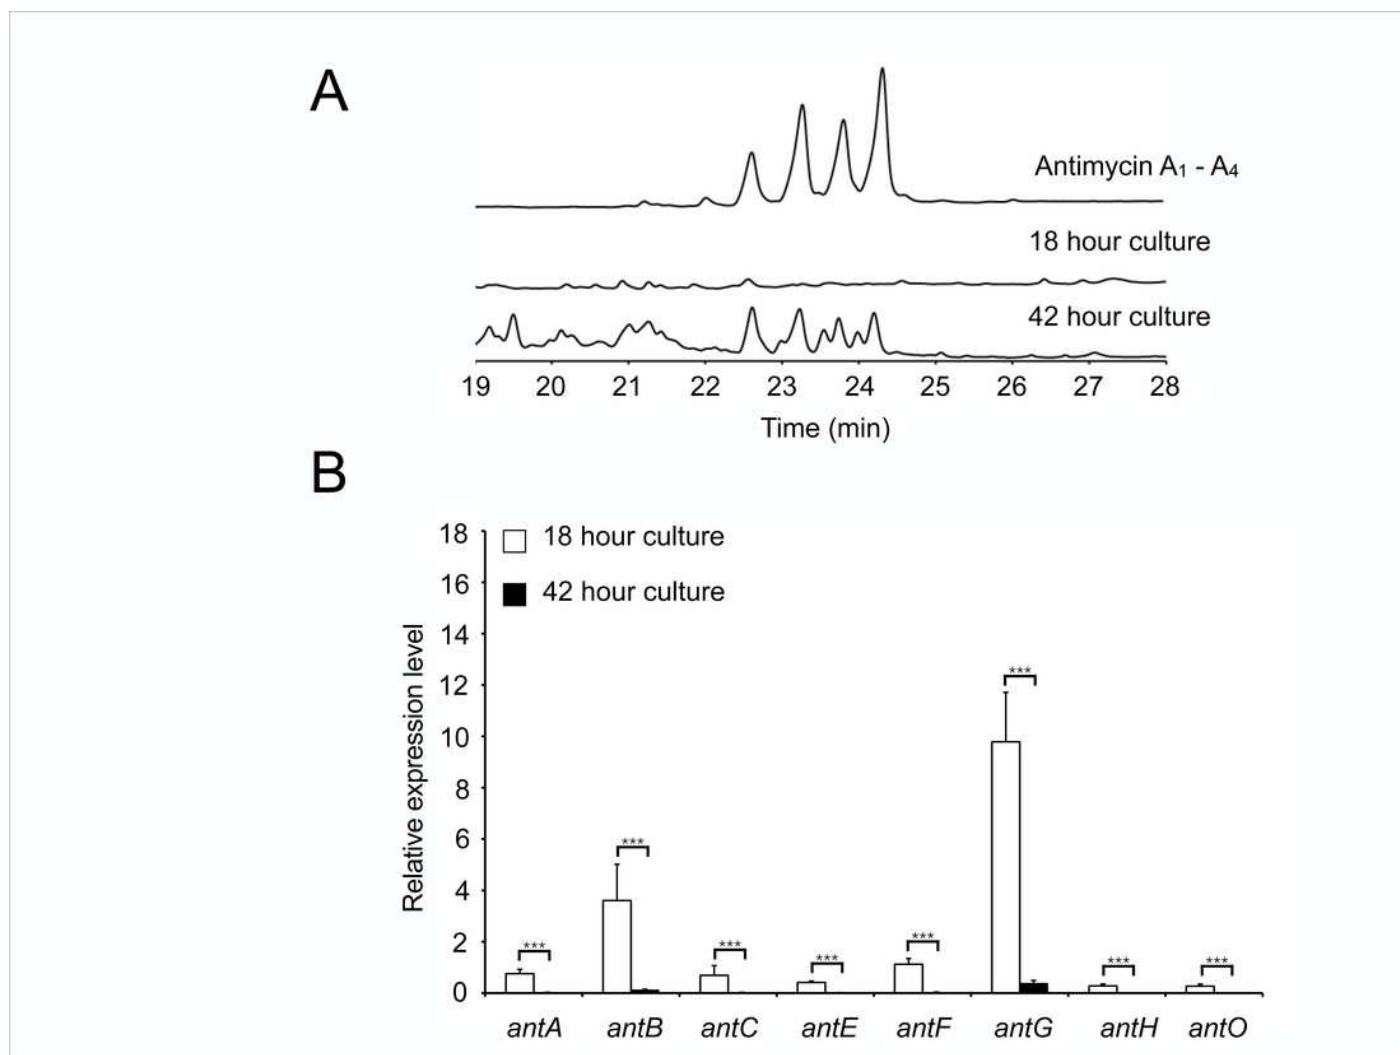 A
Antimycin A₁ - A₄
18 hour culture
42 hour culture
19 20 21 22 23 24 25 26 27 28
Time (min)
B
18 hour culture
42 hour culture
Relative expression level
18
16
14
12
10
8
6
4
2
0
***
***
***
***
***
***
***
***
antA antB antC antE antF antG antH antO